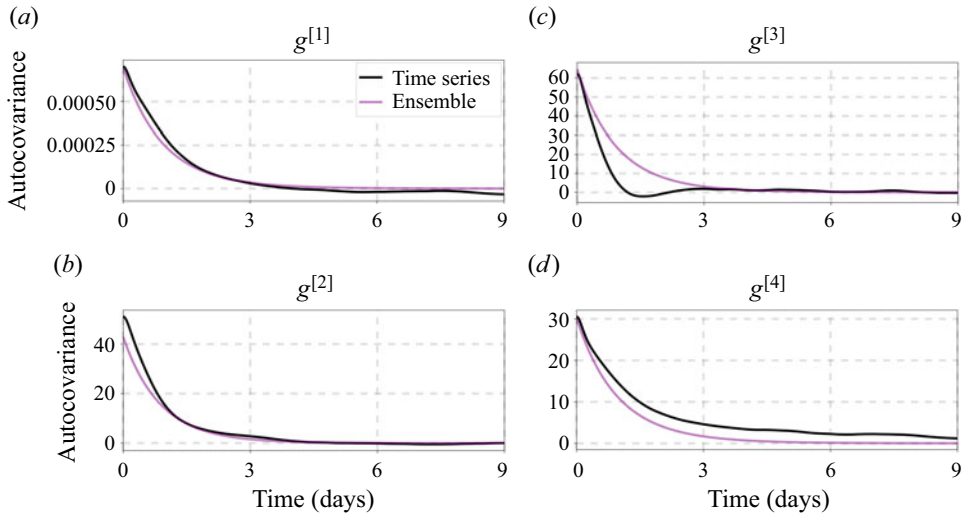 (a)
g[1]
Autocovariance
0.00050
0.00025
0
0 3 6 9
Time series
Ensemble
(c)
g[3]
60
50
40
30
20
10
0
0 3 6 9
(b)
g[2]
Autocovariance
40
20
0
0 3 6 9
Time (days)
(d)
g[4]
30
20
10
0
0 3 6 9
Time (days)